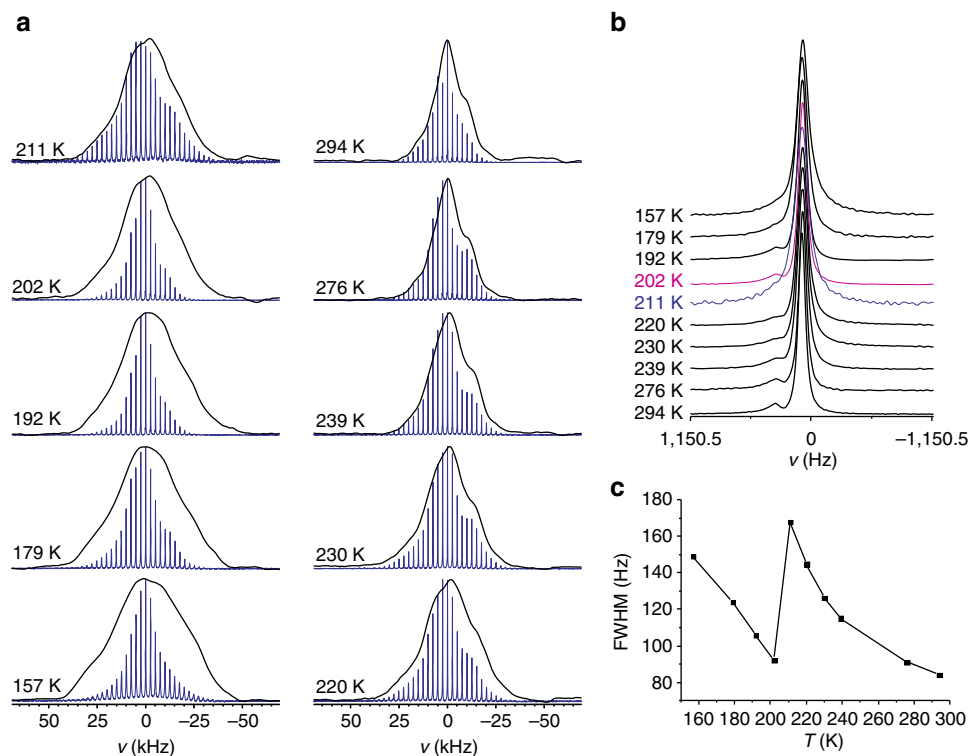 a
211 K
202 K
192 K
179 K
157 K
50 25 0 −25 −50
ν (kHz)
294 K
276 K
239 K
230 K
220 K
50 25 0 −25 −50
ν (kHz)
b
157 K
179 K
192 K
202 K
211 K
220 K
230 K
239 K
276 K
294 K
1,150.5 0 −1,150.5
ν (Hz)
c
180
160
140
120
100
80
FWHM (Hz)
160 180 200 220 240 260 280 300
T (K)